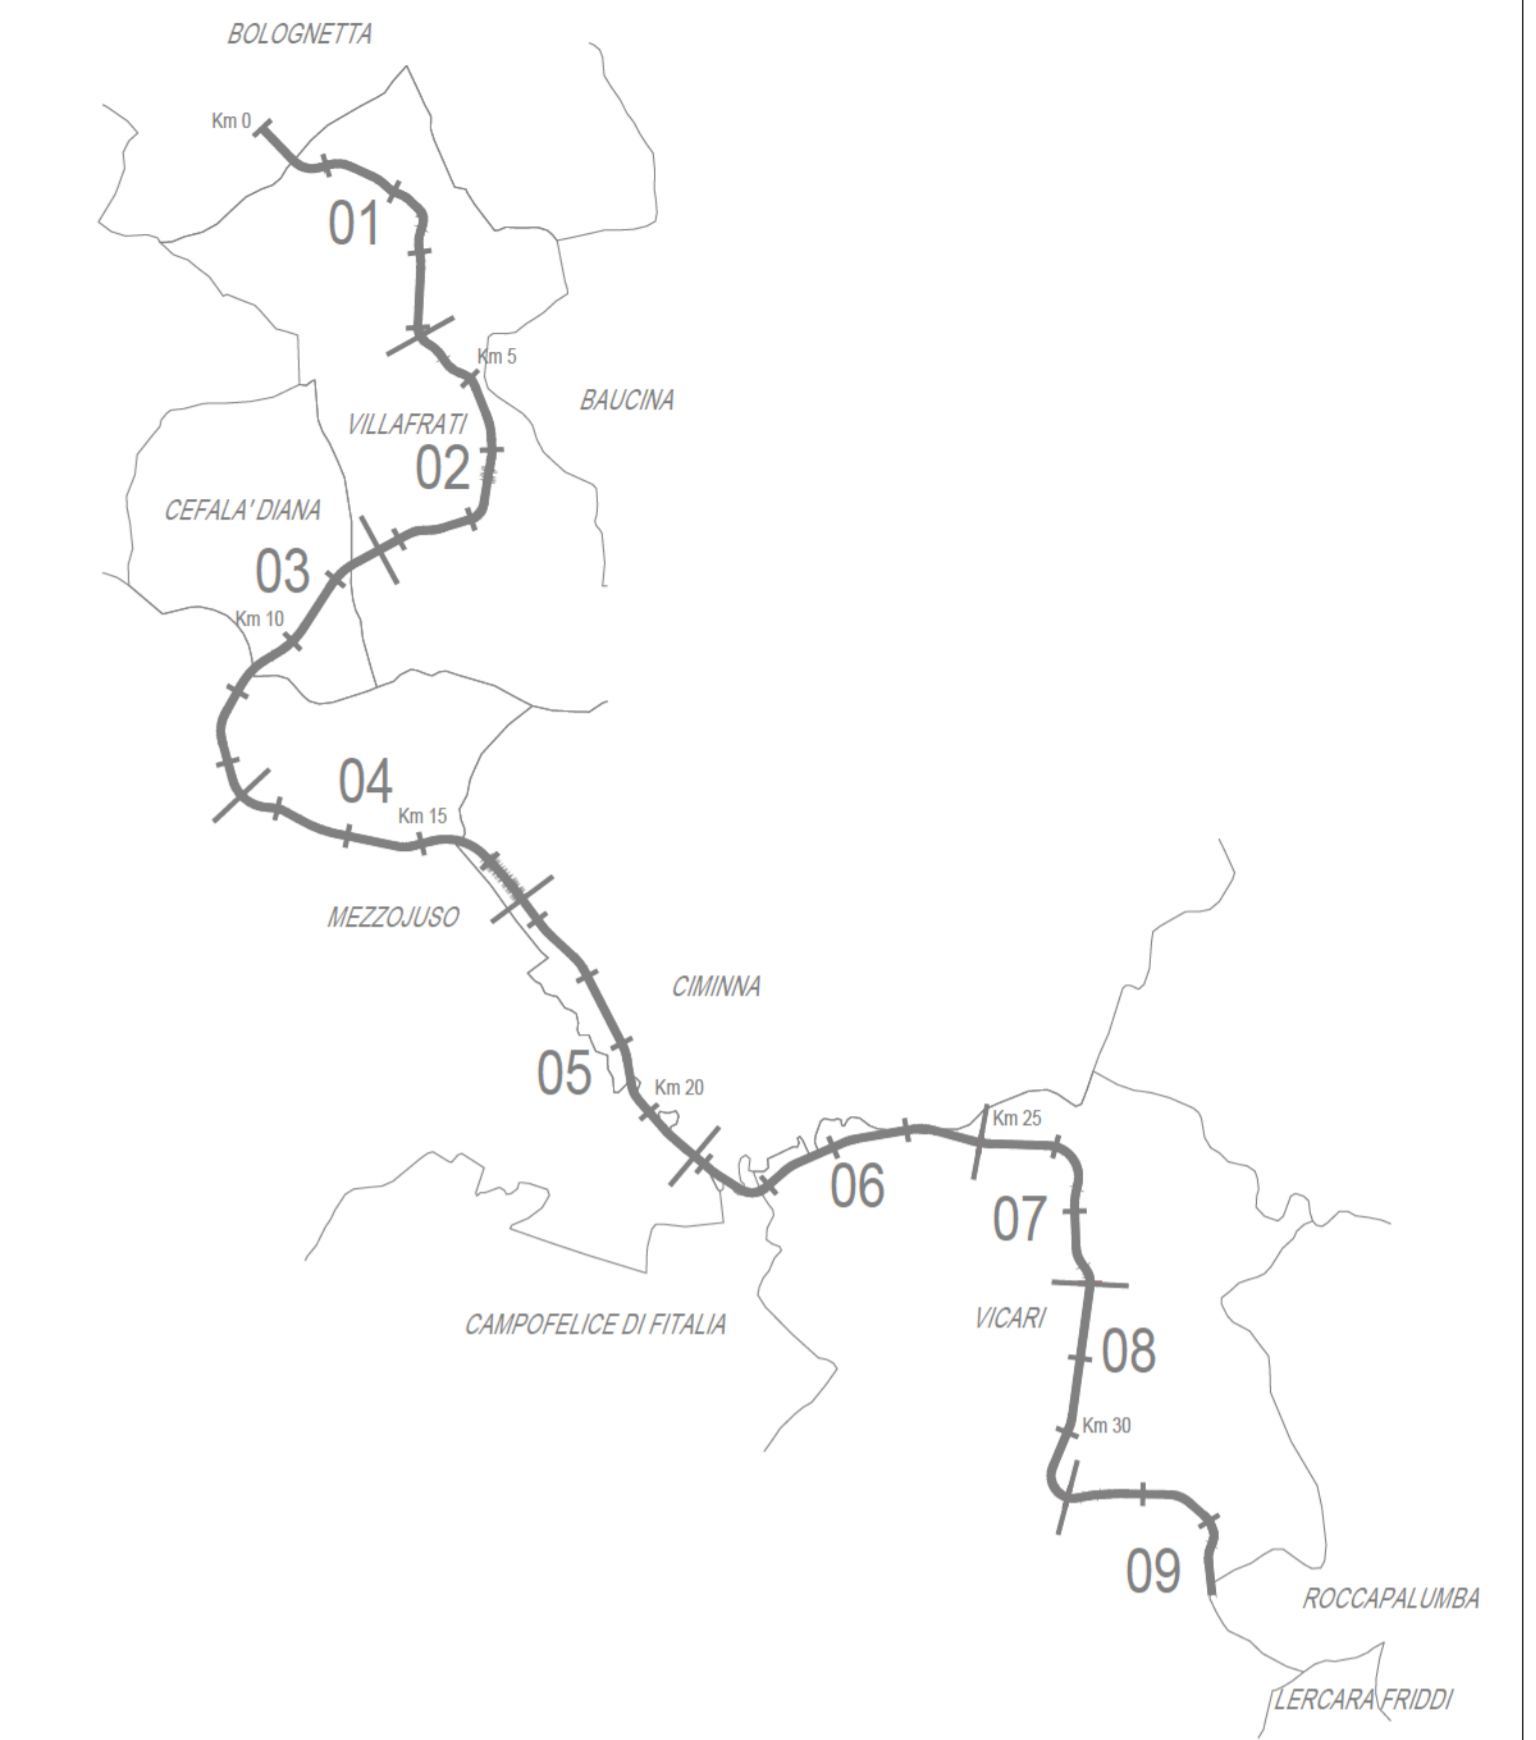 BOLOGNETTA
Km 0
01
Km 5
BAUCINA
VILLAFRATI
02
CEFALA' DIANA
03
Km 10
04
Km 15
MEZZOJUSO
CIMINNA
05
Km 20
Km 25
06
07
CAMPOFELICE DI FITALIA
VICARI
08
Km 30
09
ROCCAPALUMBA
LERCARA FRIDDI